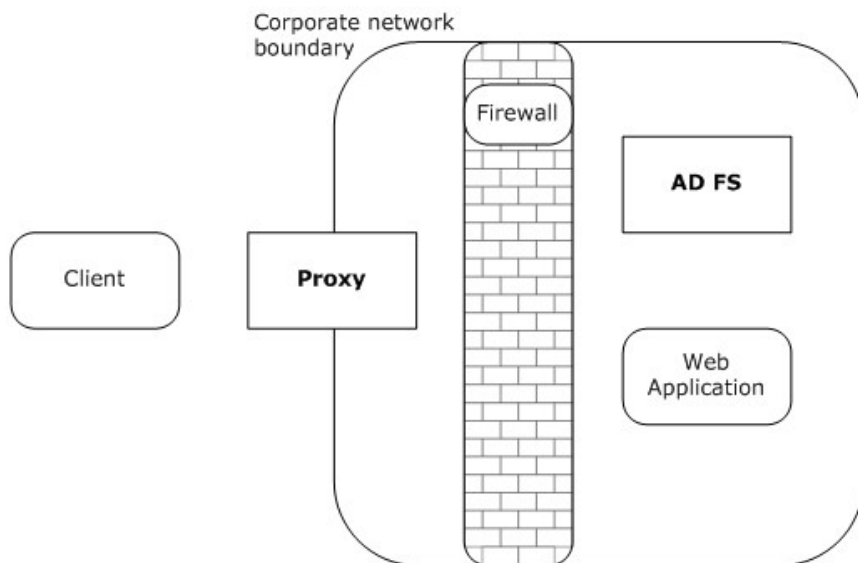 Corporate network
boundary
Firewall
AD FS
Client
Proxy
Web
Application